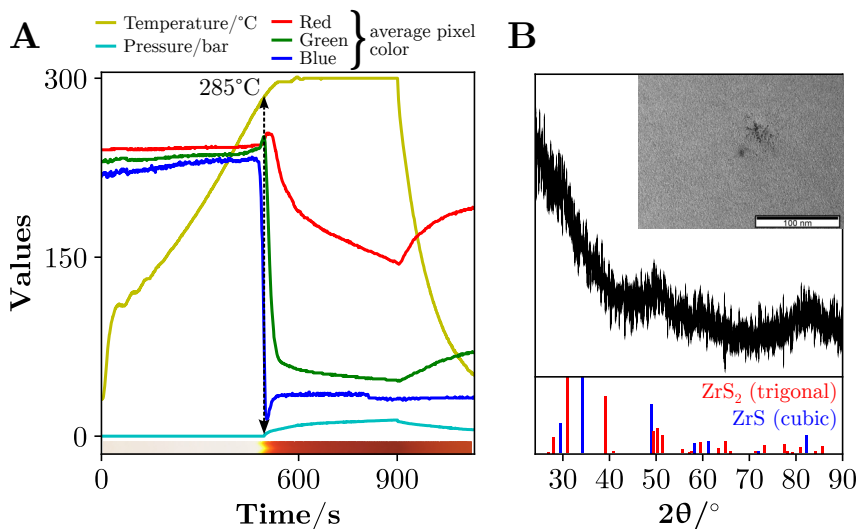 A
Temperature/°C
Pressure/bar
Red
Green
Blue
average pixel
color
300
150
0
285°C
Values
0
600
900
Time/s
B
100 nm
ZrS₂ (trigonal)
ZrS (cubic)
30
40
50
60
70
80
90
2θ/°